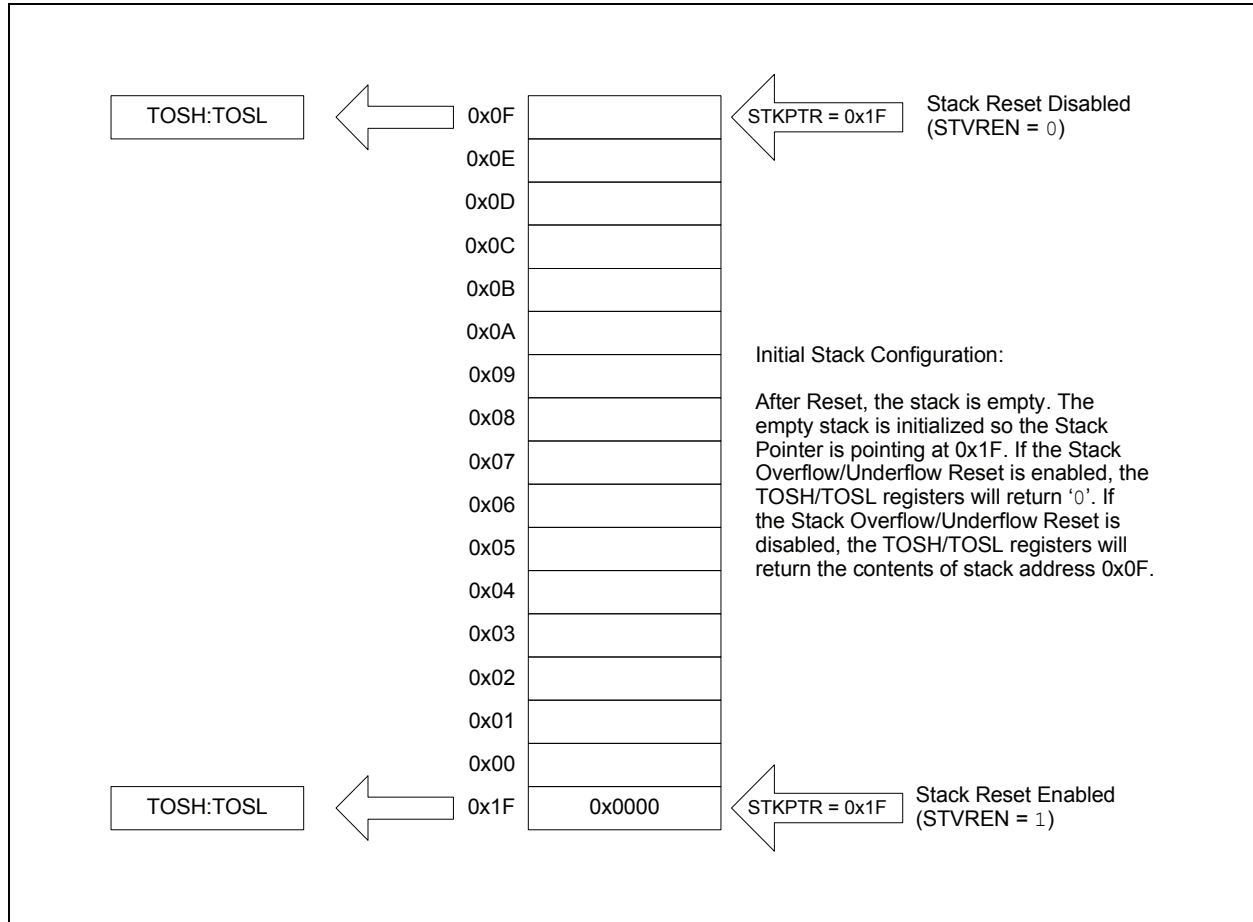 TOSH:TOSL
0x0F
STKPTR = 0x1F
Stack Reset Disabled
(STVREN = 0)
0x0E
0x0D
0x0C
0x0B
0x0A
0x09
0x08
0x07
0x06
0x05
0x04
0x03
0x02
0x01
0x00
Initial Stack Configuration:
After Reset, the stack is empty. The
empty stack is initialized so the Stack
Pointer is pointing at 0x1F. If the Stack
Overflow/Underflow Reset is enabled, the
TOSH/TOSL registers will return ‘0’. If
the Stack Overflow/Underflow Reset is
disabled, the TOSH/TOSL registers will
return the contents of stack address 0x0F.
TOSH:TOSL
0x1F
0x0000
STKPTR = 0x1F
Stack Reset Enabled
(STVREN = 1)